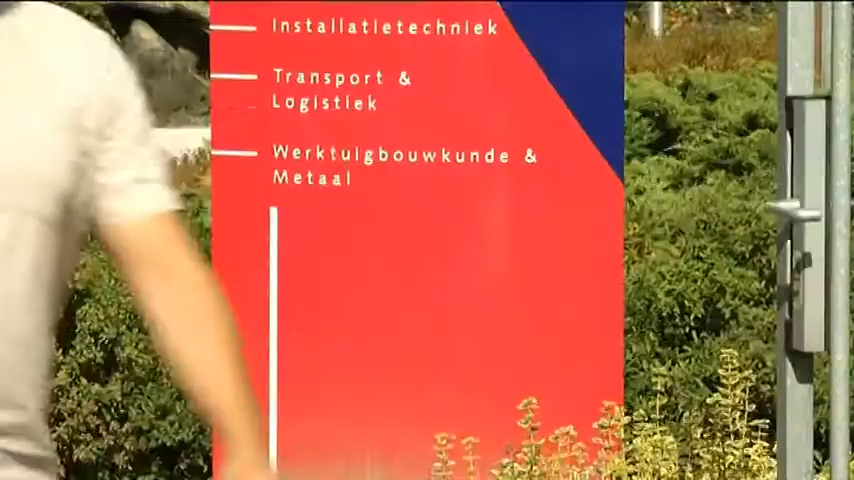 Installatietechniek
Transport &
Logistiek
Werktuigbouwkunde &
Metaal